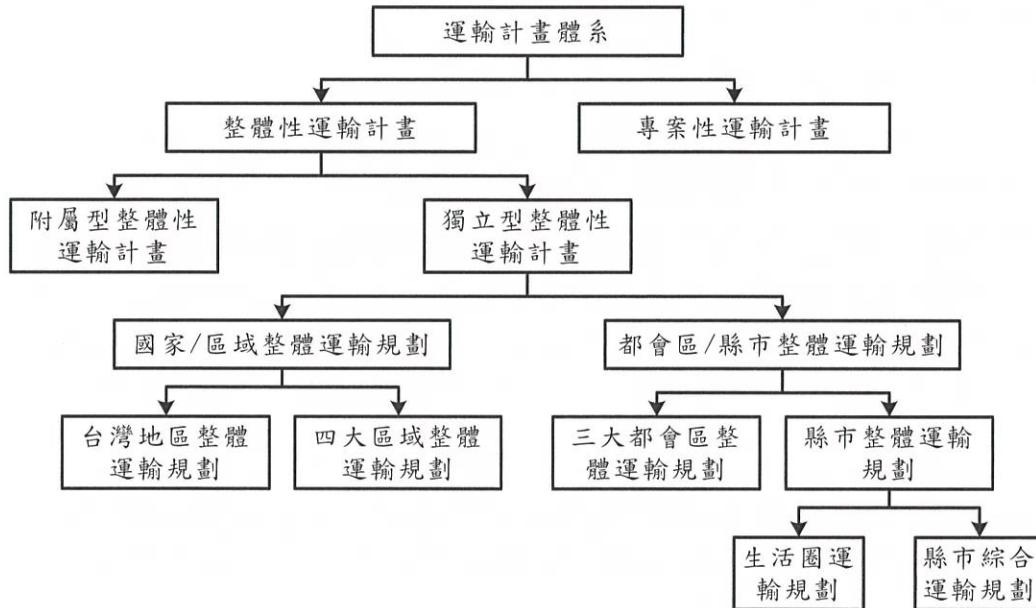 運輸計畫體系
整體性運輸計畫
專案性運輸計畫
附屬型整體性
運輸計畫
獨立型整體性
運輸計畫
國家/區域整體運輸規劃
都會區/縣市整體運輸規劃
台灣地區整體
運輸規劃
四大區域整體
運輸規劃
三大都會區整
體運輸規劃
縣市整體運輸
規劃
生活圈運
輸規劃
縣市綜合
運輸規劃